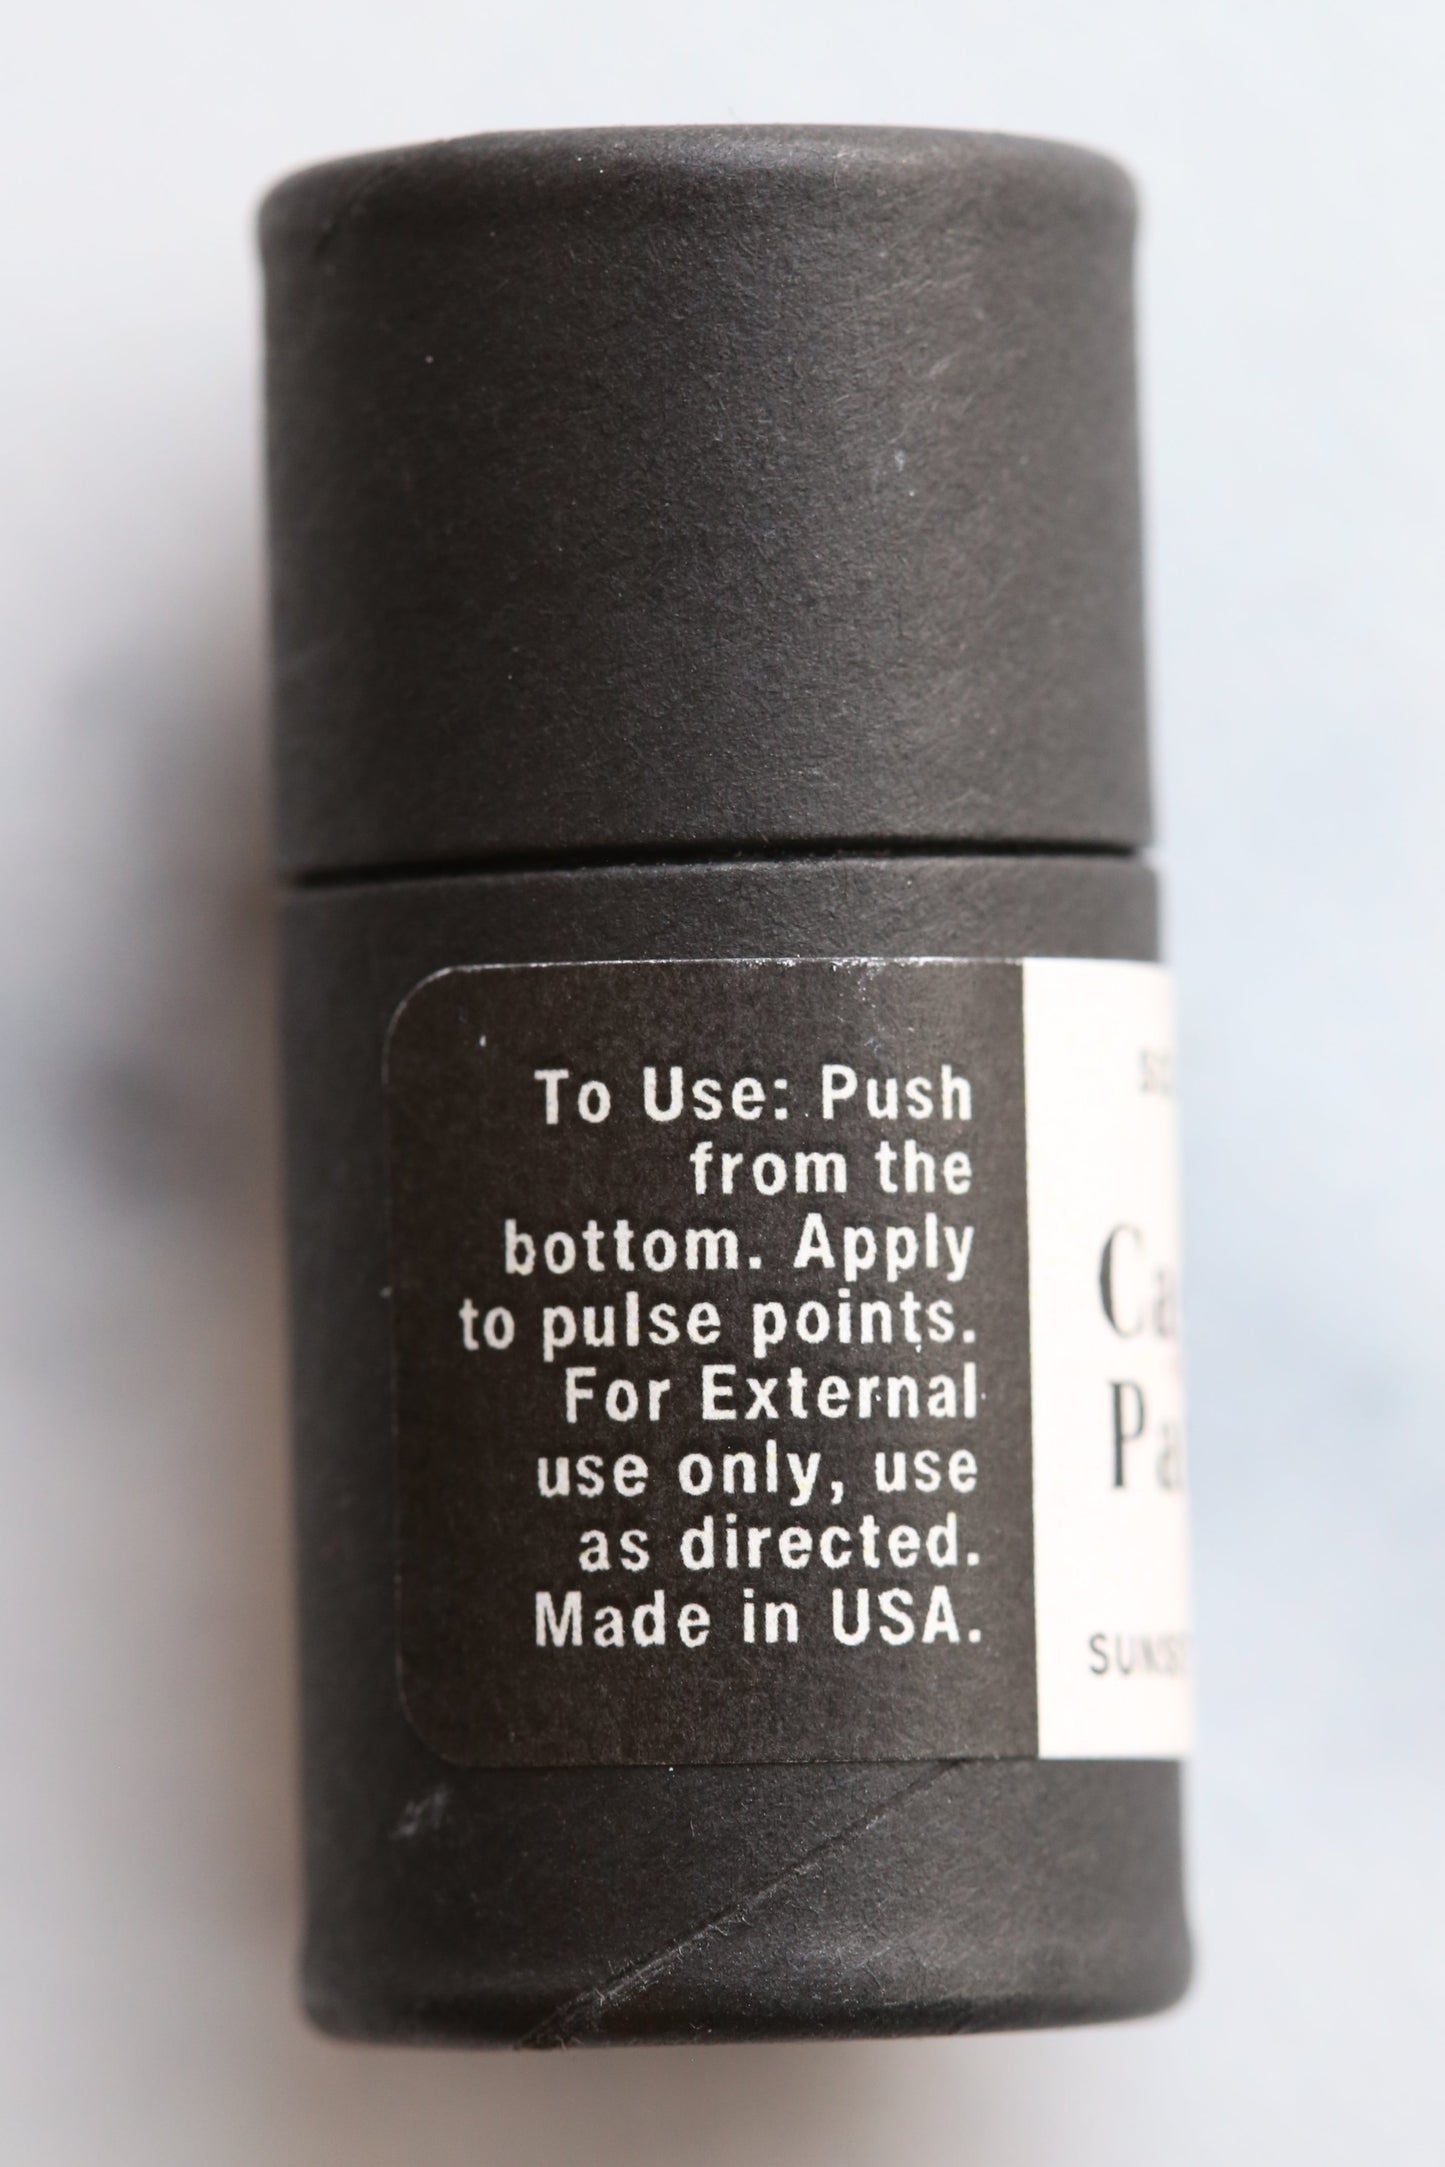 To Use: Push
from the
bottom. Apply
to pulse points.
For External
use only, use
as directed.
Made in USA.